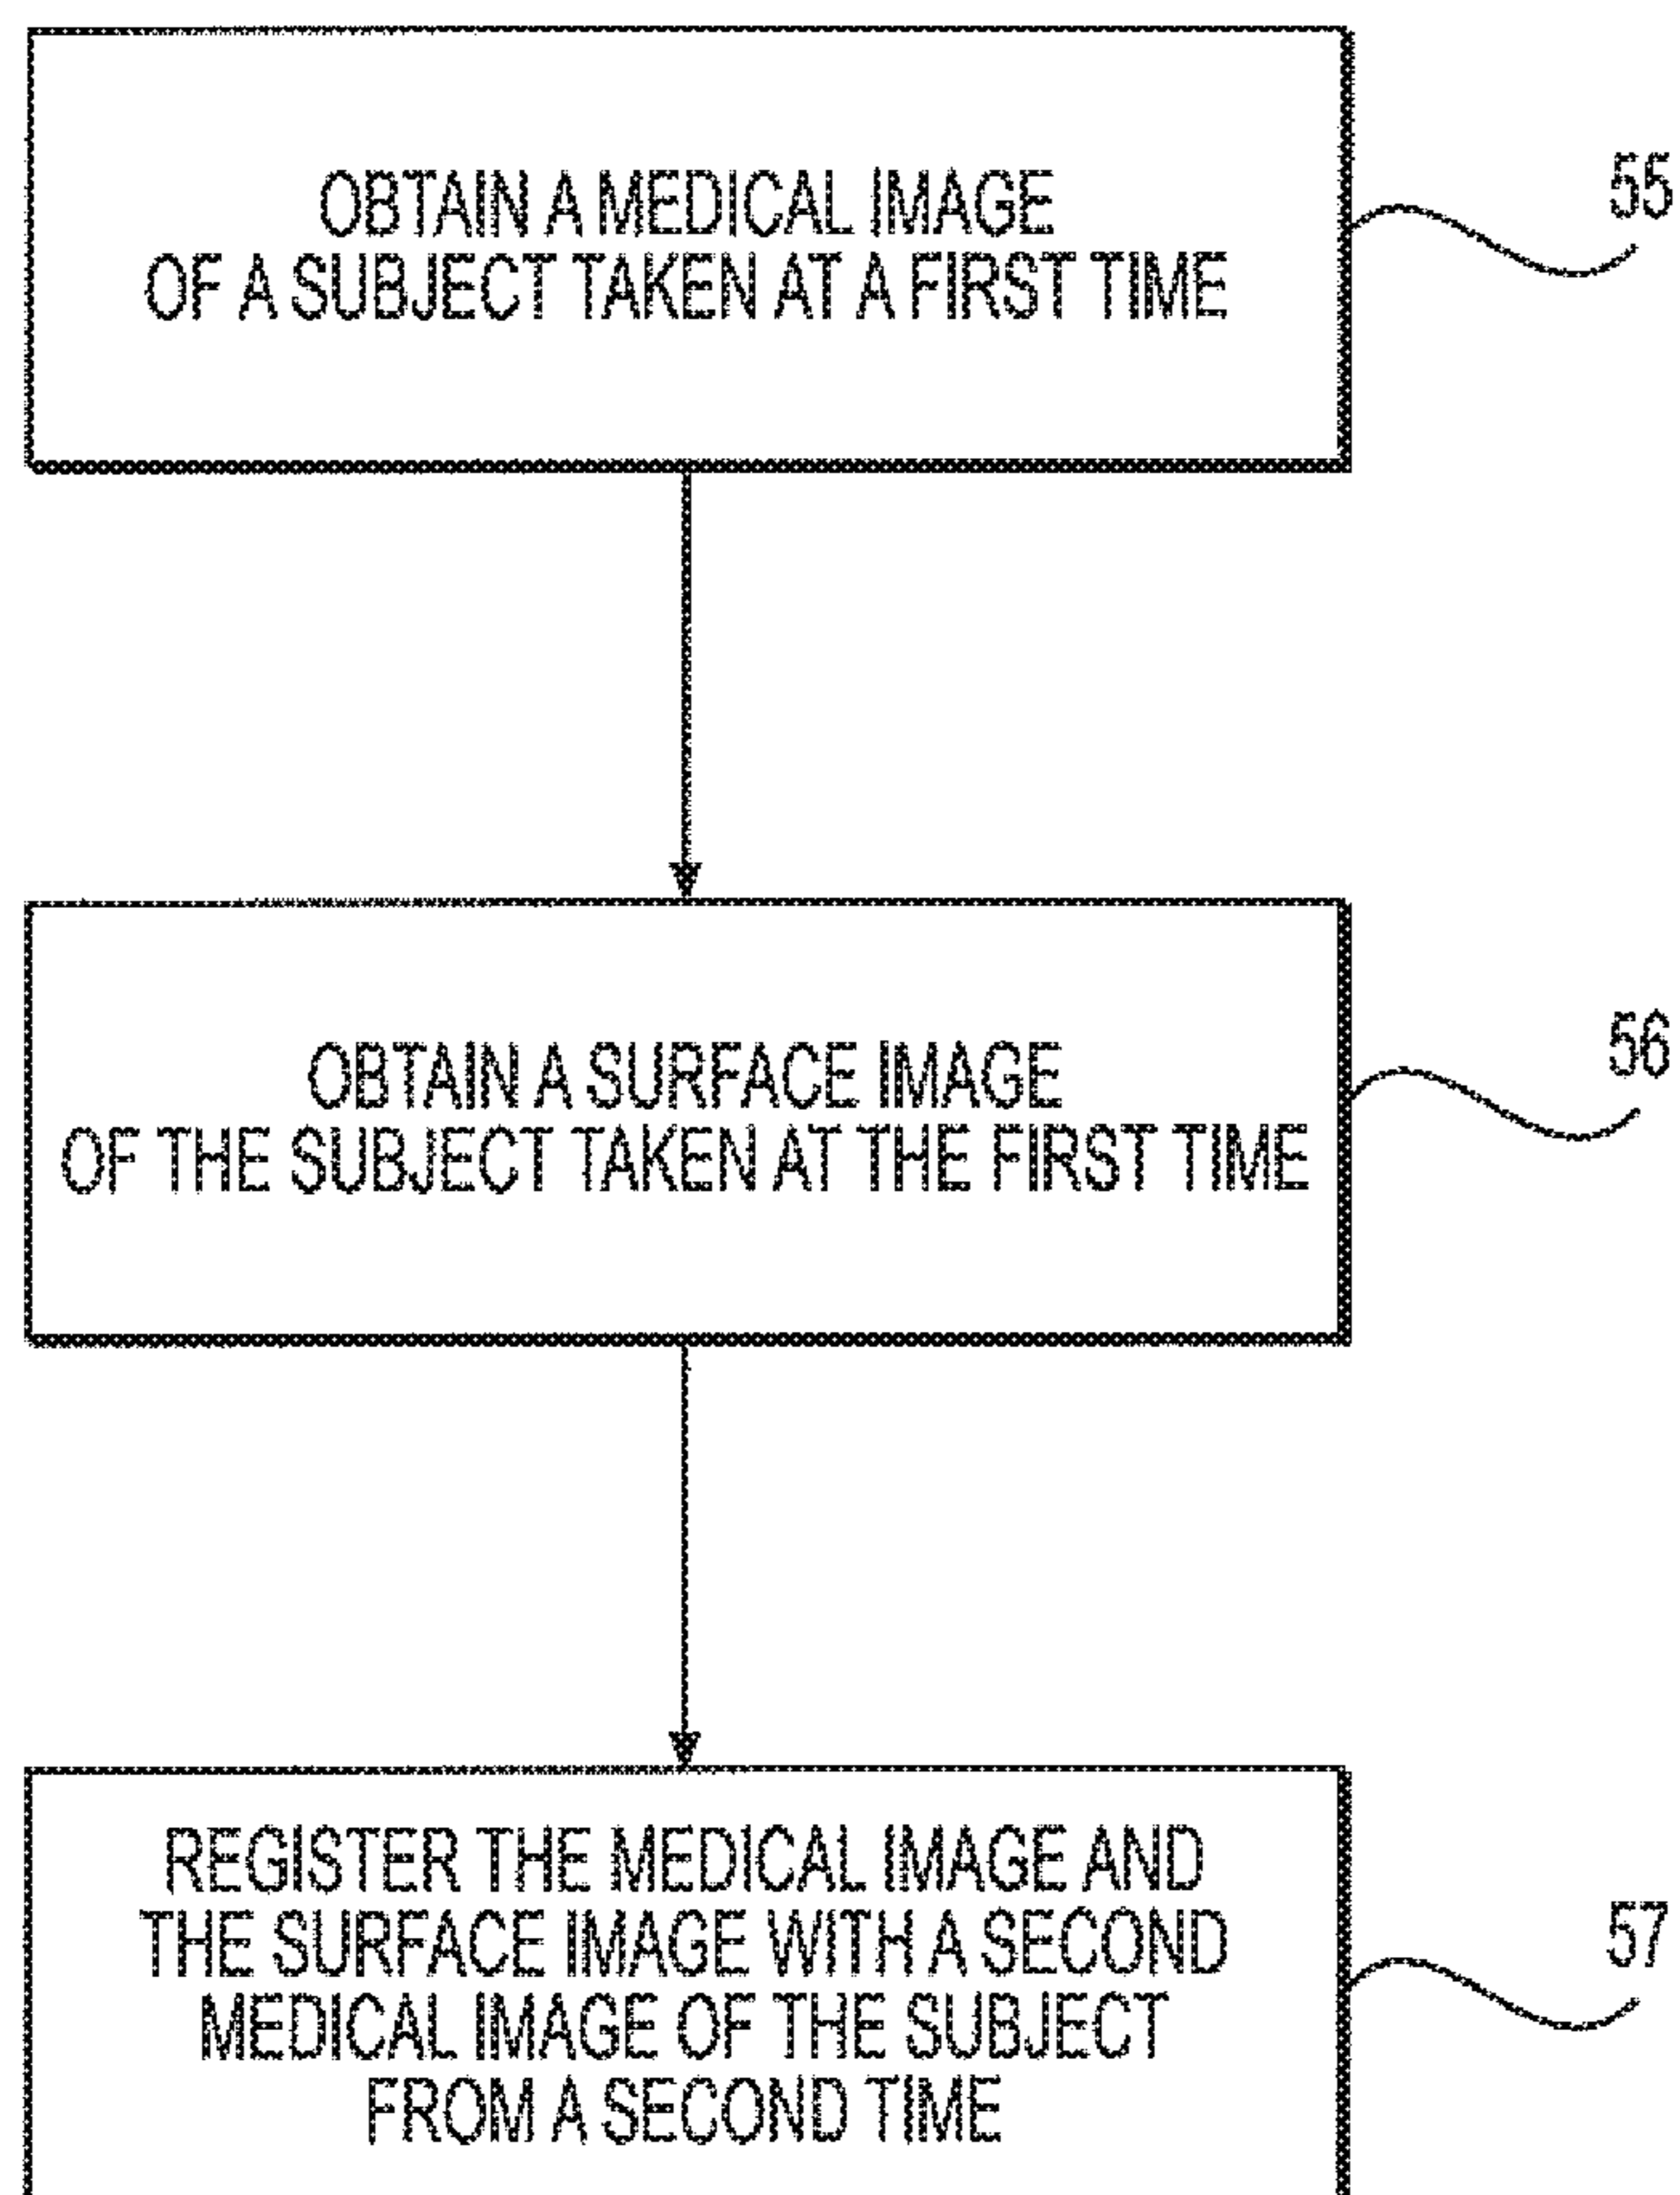 OBTAIN A MEDICAL IMAGE
OF A SUBJECT TAKEN AT A FIRST TIME
55
OBTAIN A SURFACE IMAGE
OF THE SUBJECT TAKEN AT THE FIRST TIME
56
REGISTER THE MEDICAL IMAGE AND
THE SURFACE IMAGE WITH A SECOND
MEDICAL IMAGE OF THE SUBJECT
FROM A SECOND TIME
57